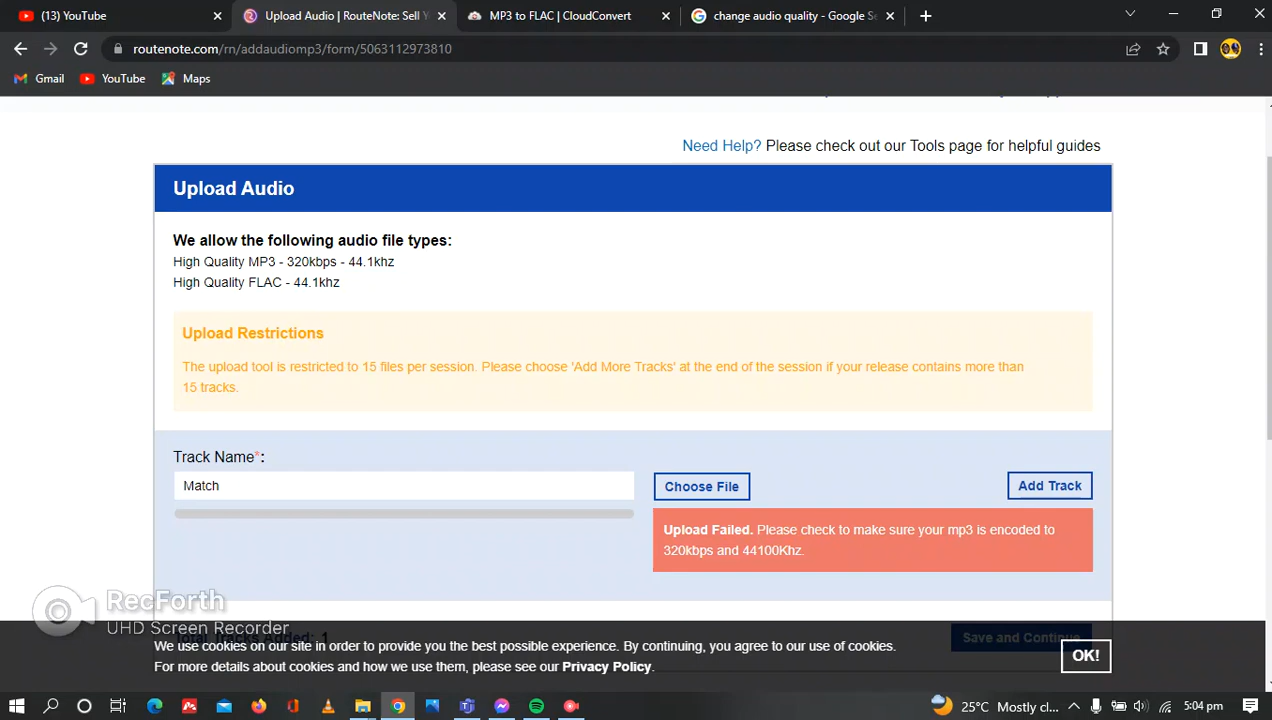 (13) YouTube
Upload Audio | RouteNote: Sell Y
MP3 to FLAC | CloudConvert
change audio quality - Google Se
routenote.com/rn/addaudiomp3/form/5063112973810
Gmail
YouTube
Maps
Need Help? Please check out our Tools page for helpful guides
Upload Audio
We allow the following audio file types:
High Quality MP3 - 320kbps - 44.1khz
High Quality FLAC - 44.1khz
Upload Restrictions
The upload tool is restricted to 15 files per session. Please choose 'Add More Tracks' at the end of the session if your release contains more than
15 tracks.
Track Name*:
Match
Choose File
Add Track
Upload Failed. Please check to make sure your mp3 is encoded to
320kbps and 44100Khz.
RecForth
UHD Screen Recorder
Total Tracks Added: 1
Save and Continue
We use cookies on our site in order to provide you the best possible experience. By continuing, you agree to our use of cookies.
For more details about cookies and how we use them, please see our Privacy Policy.
OK!
25°C Mostly cl...
5:04 pm